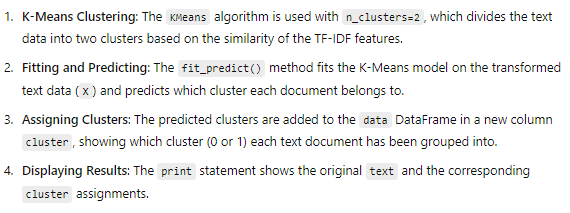 1. K-Means Clustering: The KMeans algorithm is used with n_clusters=2 , which divides the text
data into two clusters based on the similarity of the TF-IDF features.
2. Fitting and Predicting: The fit_predict() method fits the K-Means model on the transformed
text data ( X ) and predicts which cluster each document belongs to.
3. Assigning Clusters: The predicted clusters are added to the data DataFrame in a new column
cluster , showing which cluster (0 or 1) each text document has been grouped into.
4. Displaying Results: The print statement shows the original text and the corresponding
cluster assignments.